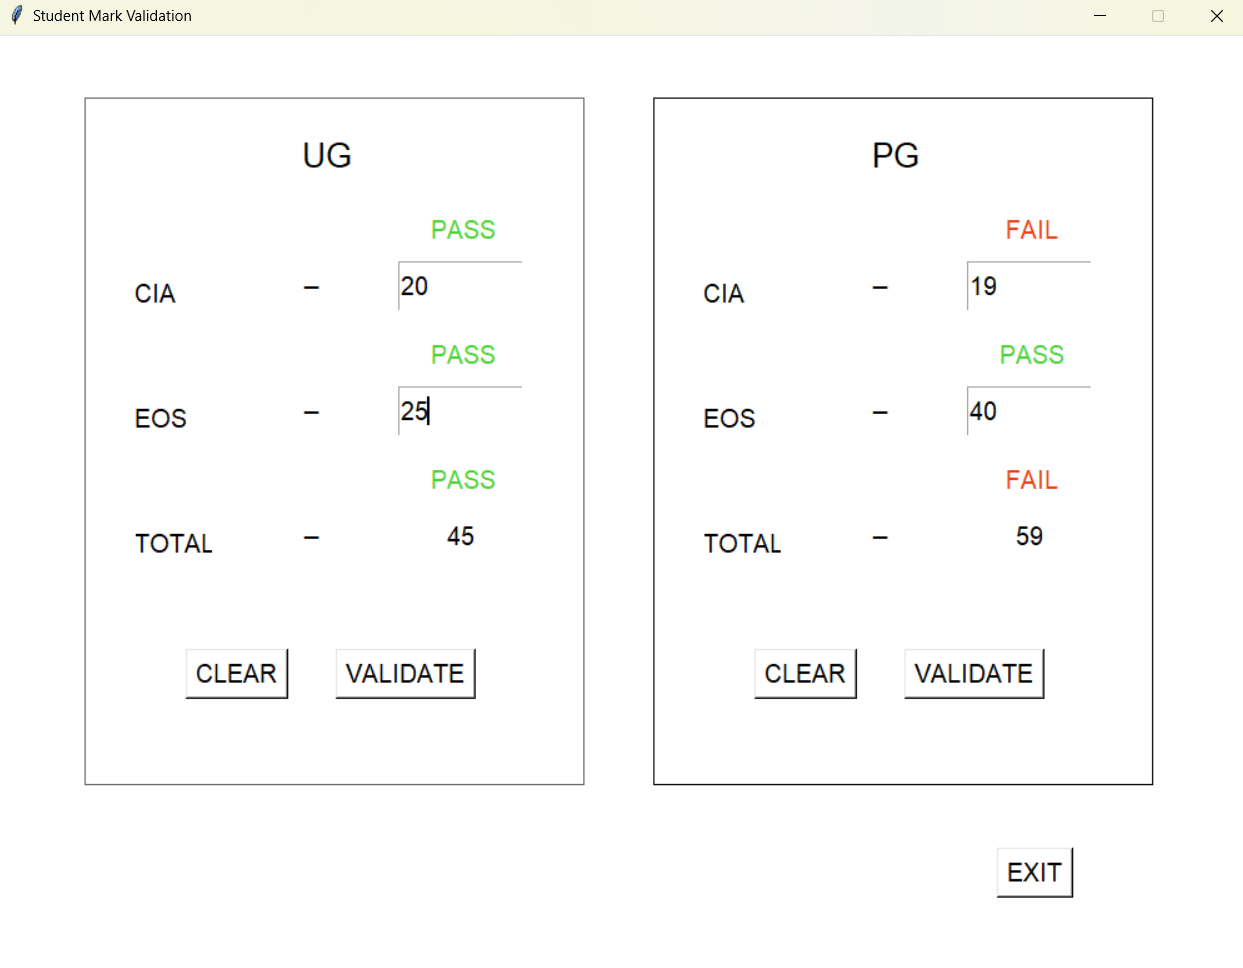 Student Mark Validation
UG
PASS
CIA – 20
PASS
EOS – 25
PASS
TOTAL – 45
CLEAR VALIDATE
PG
FAIL
CIA – 19
PASS
EOS – 40
FAIL
TOTAL – 59
CLEAR VALIDATE
EXIT